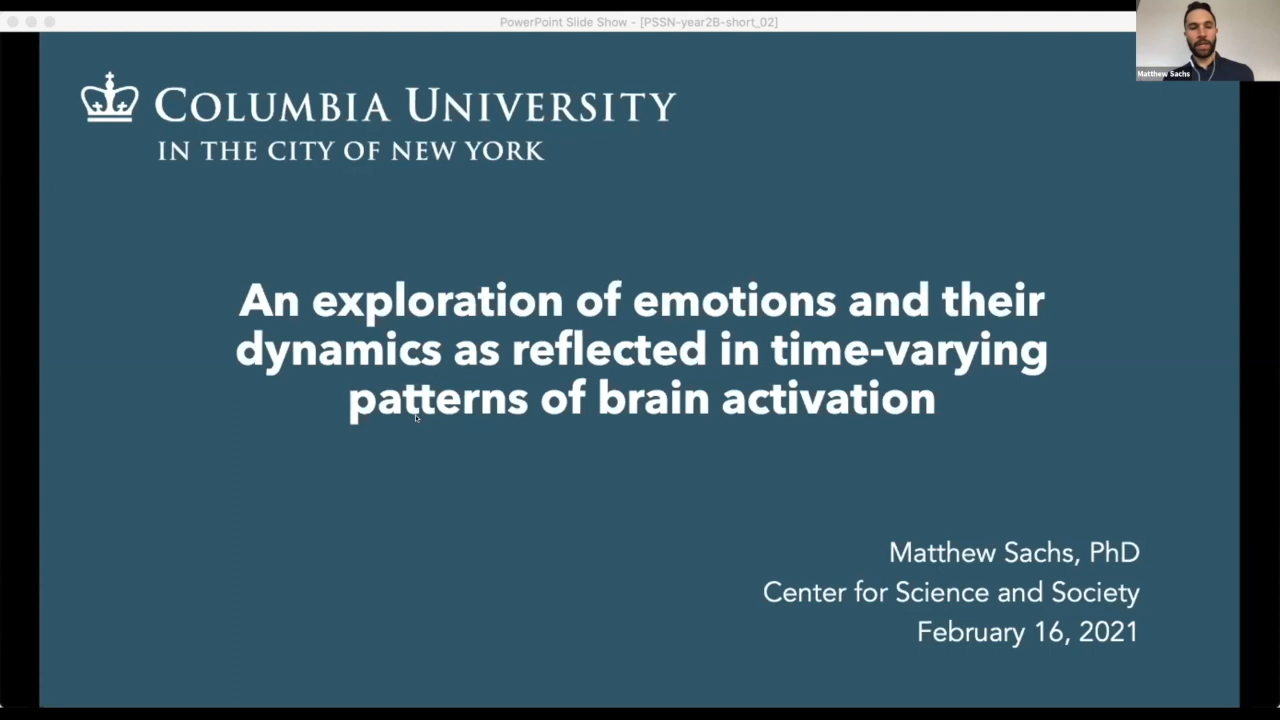 PowerPoint Slide Show - [PSSN-year2B-short_02]
Matthew Sachs
COLUMBIA UNIVERSITY
IN THE CITY OF NEW YORK
An exploration of emotions and their
dynamics as reflected in time-varying
patterns of brain activation
Matthew Sachs, PhD
Center for Science and Society
February 16, 2021